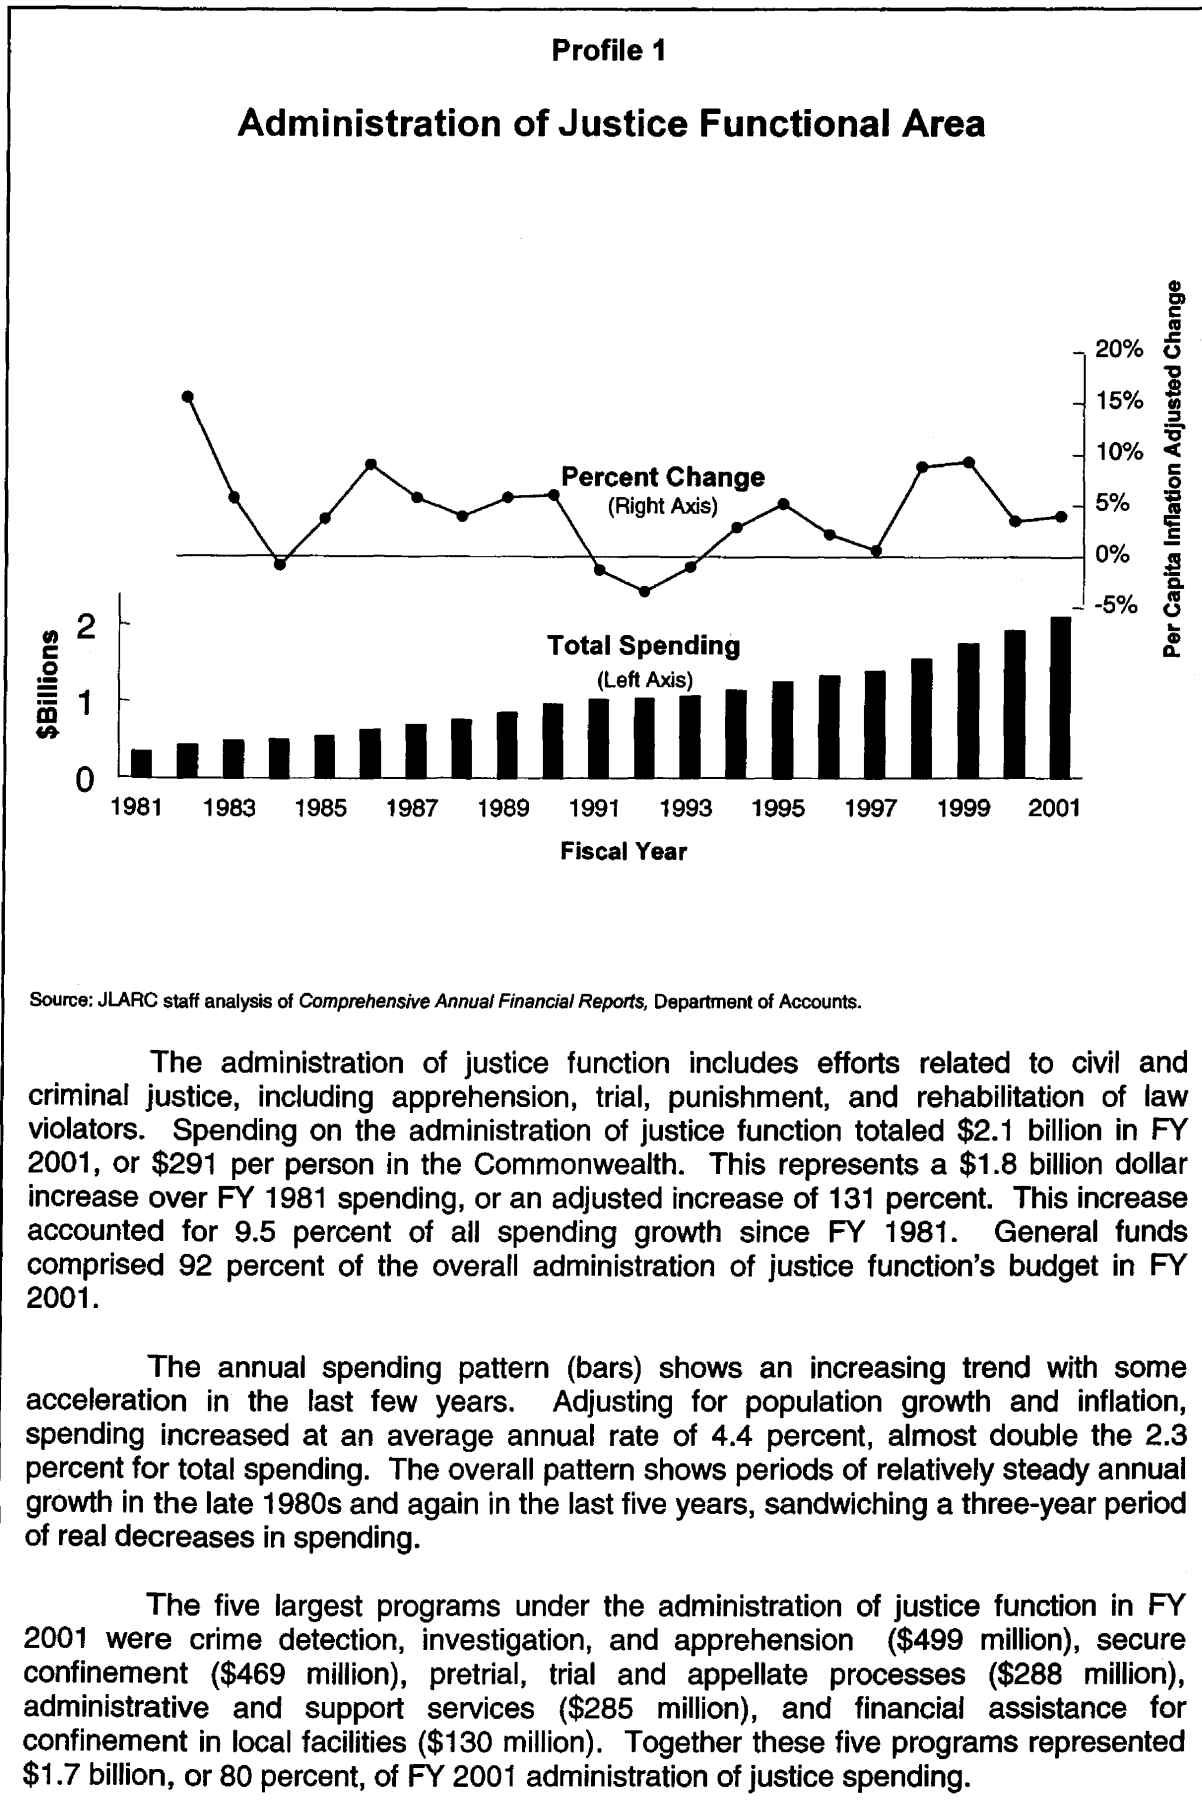 Profile 1
Administration of Justice Functional Area
20%
15%
10%
5%
0%
-5%
Per Capita Inflation Adjusted Change
Percent Change
(Right Axis)
Total Spending
(Left Axis)
$Billions
2
1
0
1981 1983 1985 1987 1989 1991 1993 1995 1997 1999 2001
Fiscal Year
Source: JLARC staff analysis of Comprehensive Annual Financial Reports, Department of Accounts.
The administration of justice function includes efforts related to civil and
criminal justice, including apprehension, trial, punishment, and rehabilitation of law
violators. Spending on the administration of justice function totaled $2.1 billion in FY
2001, or $291 per person in the Commonwealth. This represents a $1.8 billion dollar
increase over FY 1981 spending, or an adjusted increase of 131 percent. This increase
accounted for 9.5 percent of all spending growth since FY 1981. General funds
comprised 92 percent of the overall administration of justice function's budget in FY
2001.
The annual spending pattern (bars) shows an increasing trend with some
acceleration in the last few years. Adjusting for population growth and inflation,
spending increased at an average annual rate of 4.4 percent, almost double the 2.3
percent for total spending. The overall pattern shows periods of relatively steady annual
growth in the late 1980s and again in the last five years, sandwiching a three-year period
of real decreases in spending.
The five largest programs under the administration of justice function in FY
2001 were crime detection, investigation, and apprehension ($499 million), secure
confinement ($469 million), pretrial, trial and appellate processes ($288 million),
administrative and support services ($285 million), and financial assistance for
confinement in local facilities ($130 million). Together these five programs represented
$1.7 billion, or 80 percent, of FY 2001 administration of justice spending.